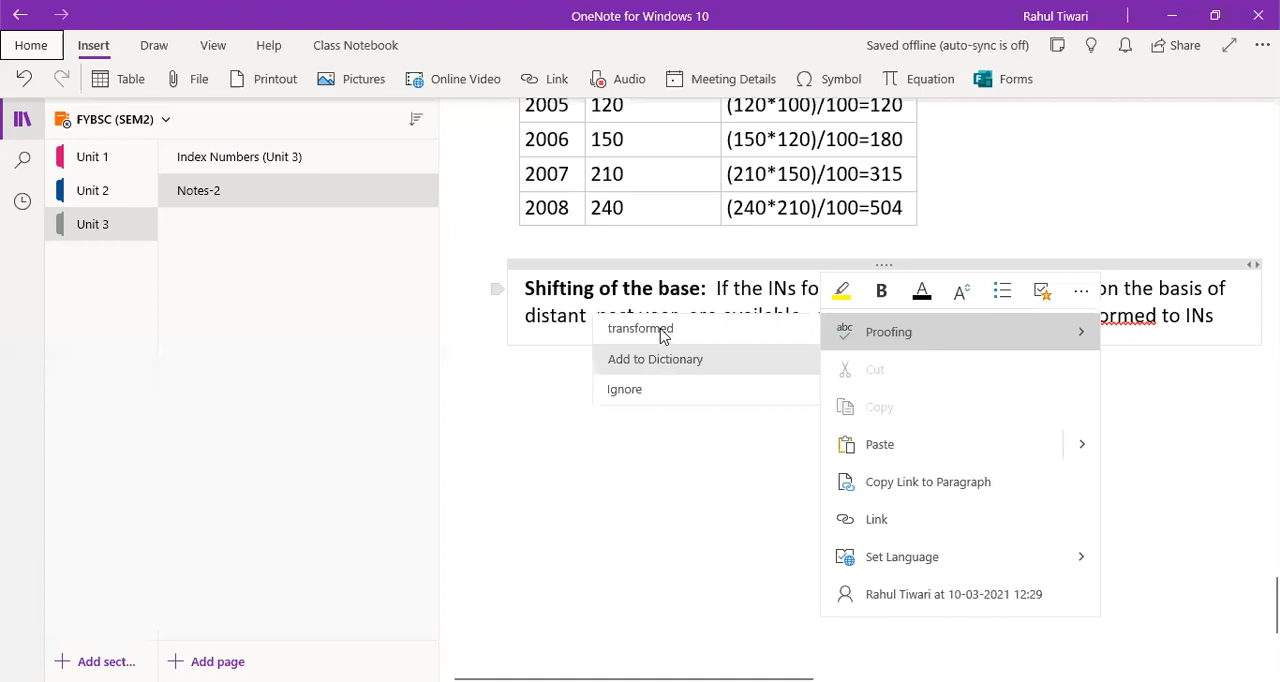 OneNote for Windows 10
Rahul Tiwari
Home Insert Draw View Help Class Notebook
Saved offline (auto-sync is off)
Share
Table File Printout Pictures Online Video Link Audio Meeting Details Symbol Equation Forms
FYBSC (SEM2)
Unit 1
Unit 2
Unit 3
Index Numbers (Unit 3)
Notes-2
Add sect...
Add page
2005 120 (120*100)/100=120
2006 150 (150*120)/100=180
2007 210 (210*150)/100=315
2008 240 (240*210)/100=504
Shifting of the base: If the INs fo on the basis of
distant ormed to INs
transformed
Add to Dictionary
Ignore
B A A
abc Proofing
Cut
Copy
Paste
Copy Link to Paragraph
Link
Set Language
Rahul Tiwari at 10-03-2021 12:29